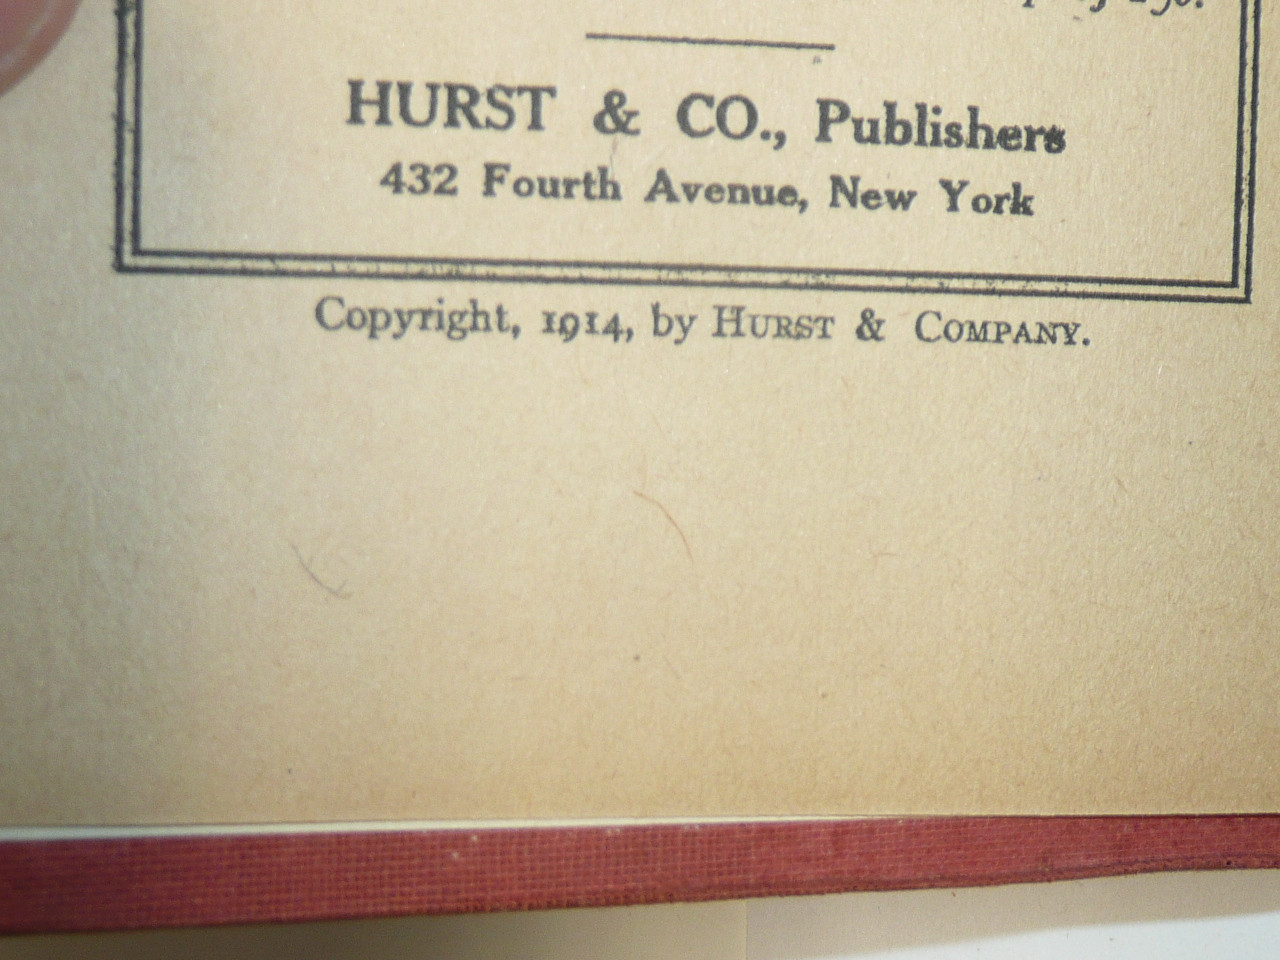 HURST & CO., Publishers
432 Fourth Avenue, New York
Copyright, 1914, by HURST & COMPANY.